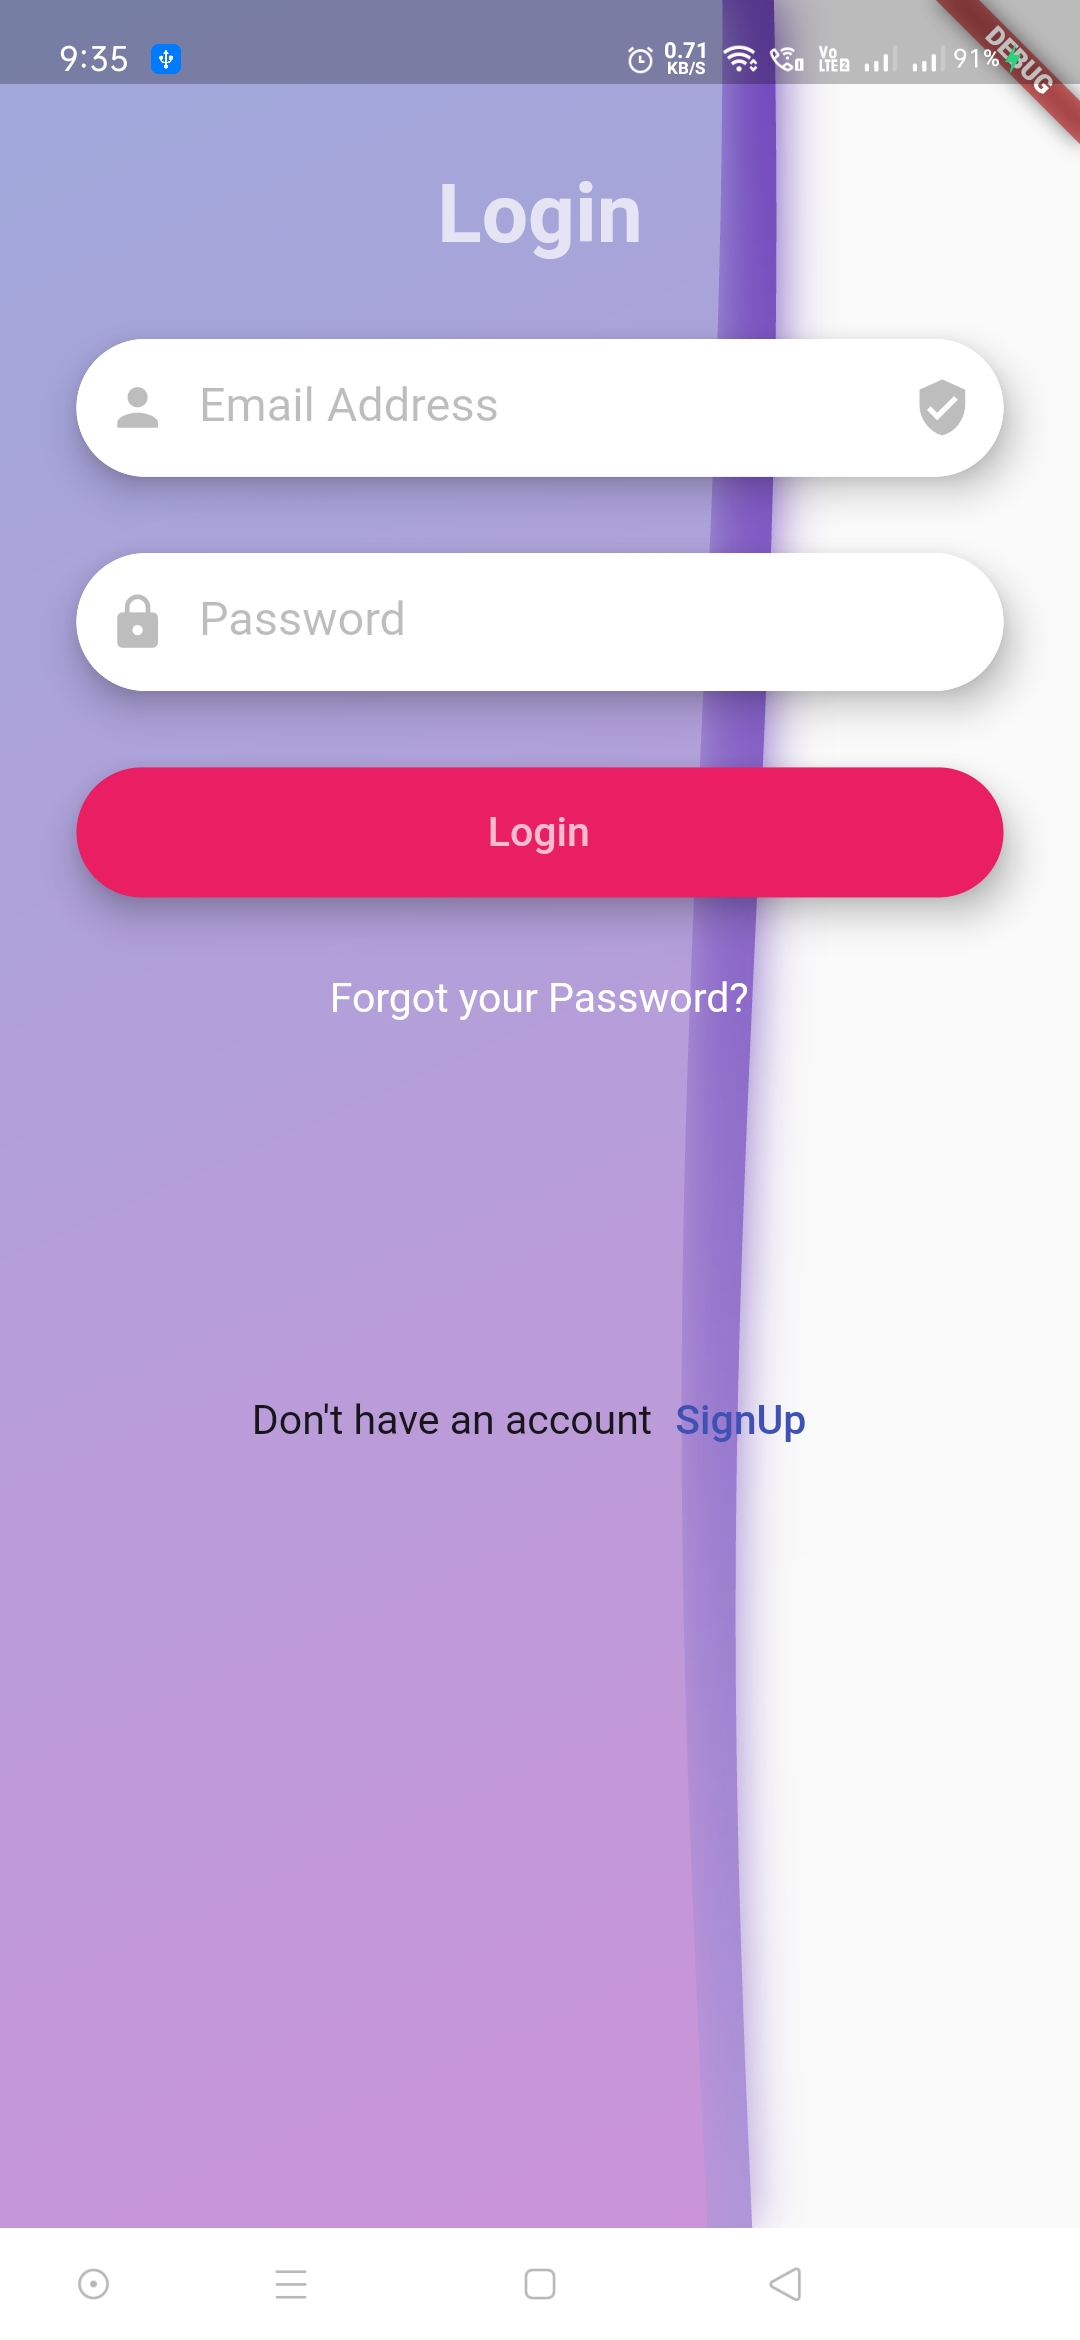 9:35 0.71 KB/S Vo LTE2 91% DEBUG
Login
Email Address
Password
Login
Forgot your Password?
Don't have an account SignUp